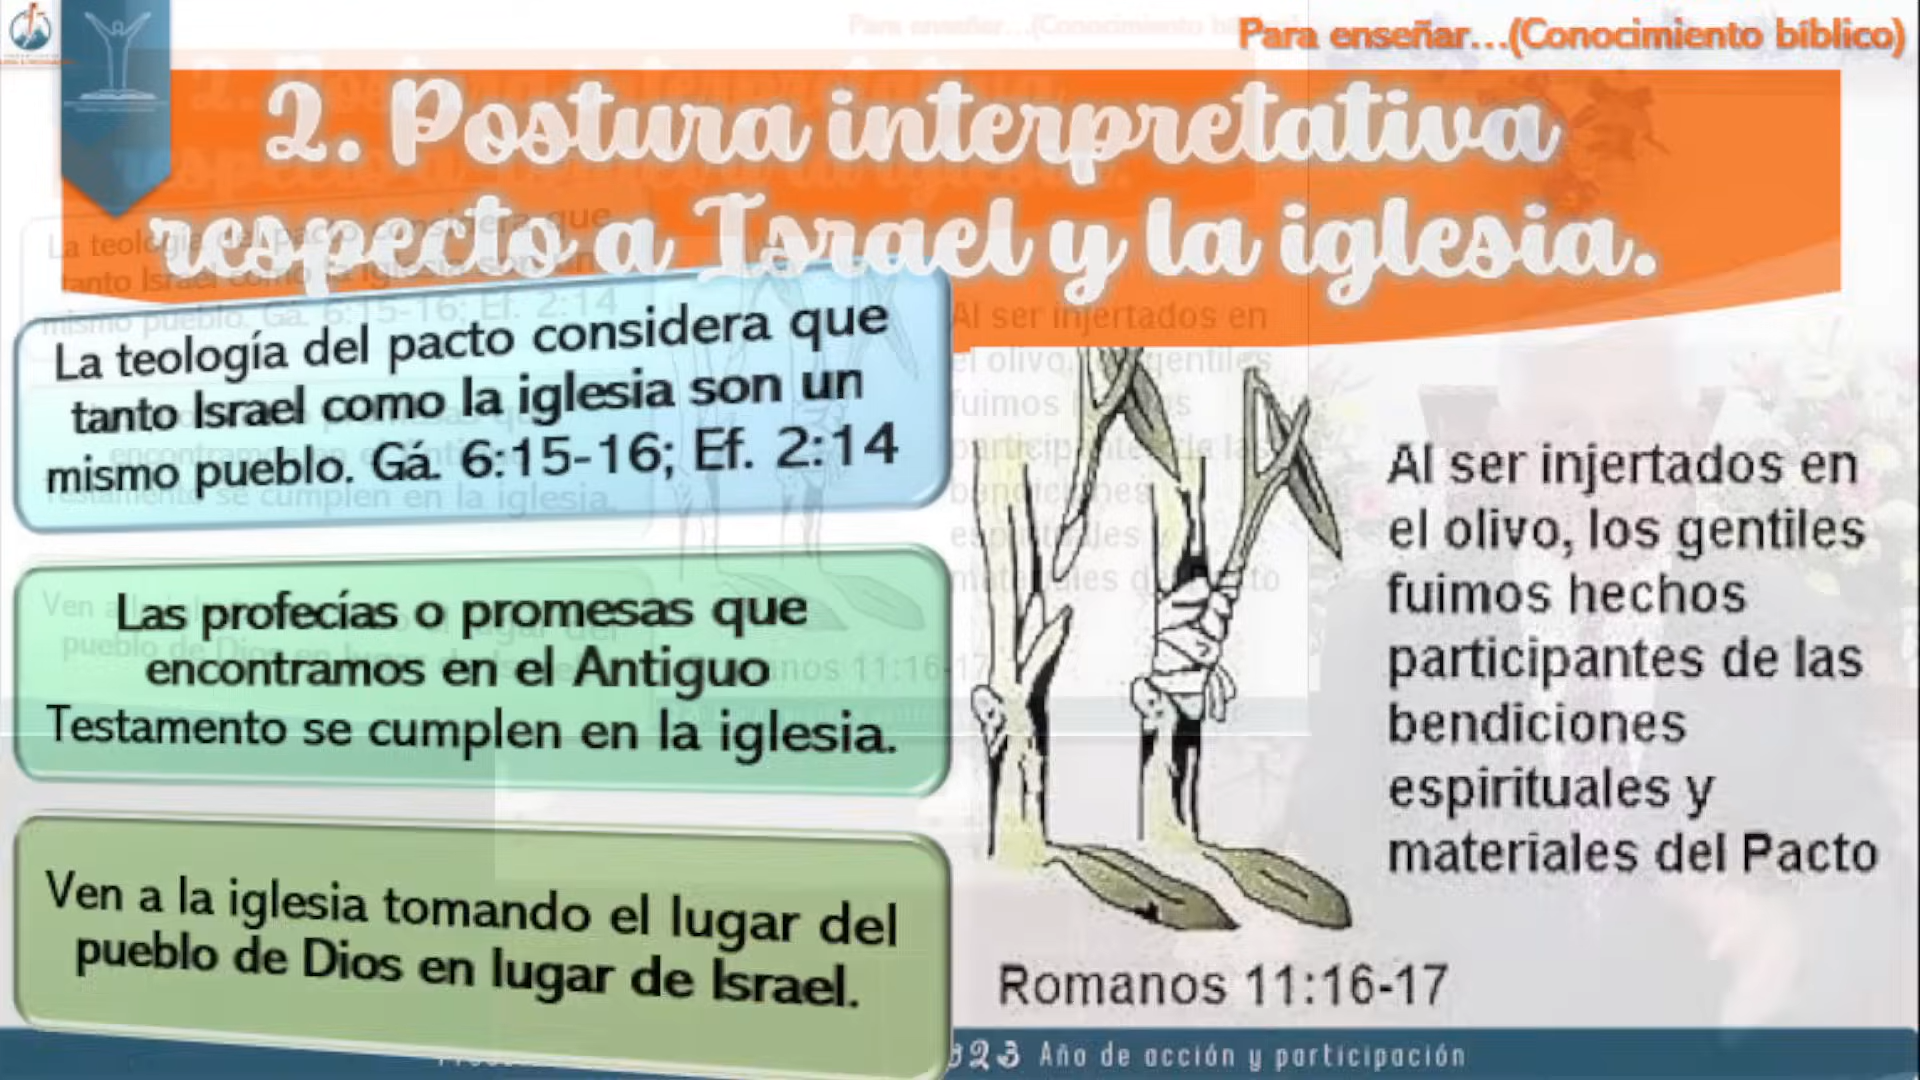 Para enseñar...(Conocimiento bíblico)
2. Postura interpretativa
respecto a Israel y la iglesia.
La teología del pacto considera que
tanto Israel como la iglesia son un
mismo pueblo. Gá. 6:15-16; Ef. 2:14
Las profecías o promesas que
encontramos en el Antiguo
Testamento se cumplen en la iglesia.
Ven a la iglesia tomando el lugar del
pueblo de Dios en lugar de Israel.
Al ser injertados en
el olivo, los gentiles
fuimos hechos
participantes de las
bendiciones
espirituales y
materiales del Pacto
Romanos 11:16-17
Año de acción y participación